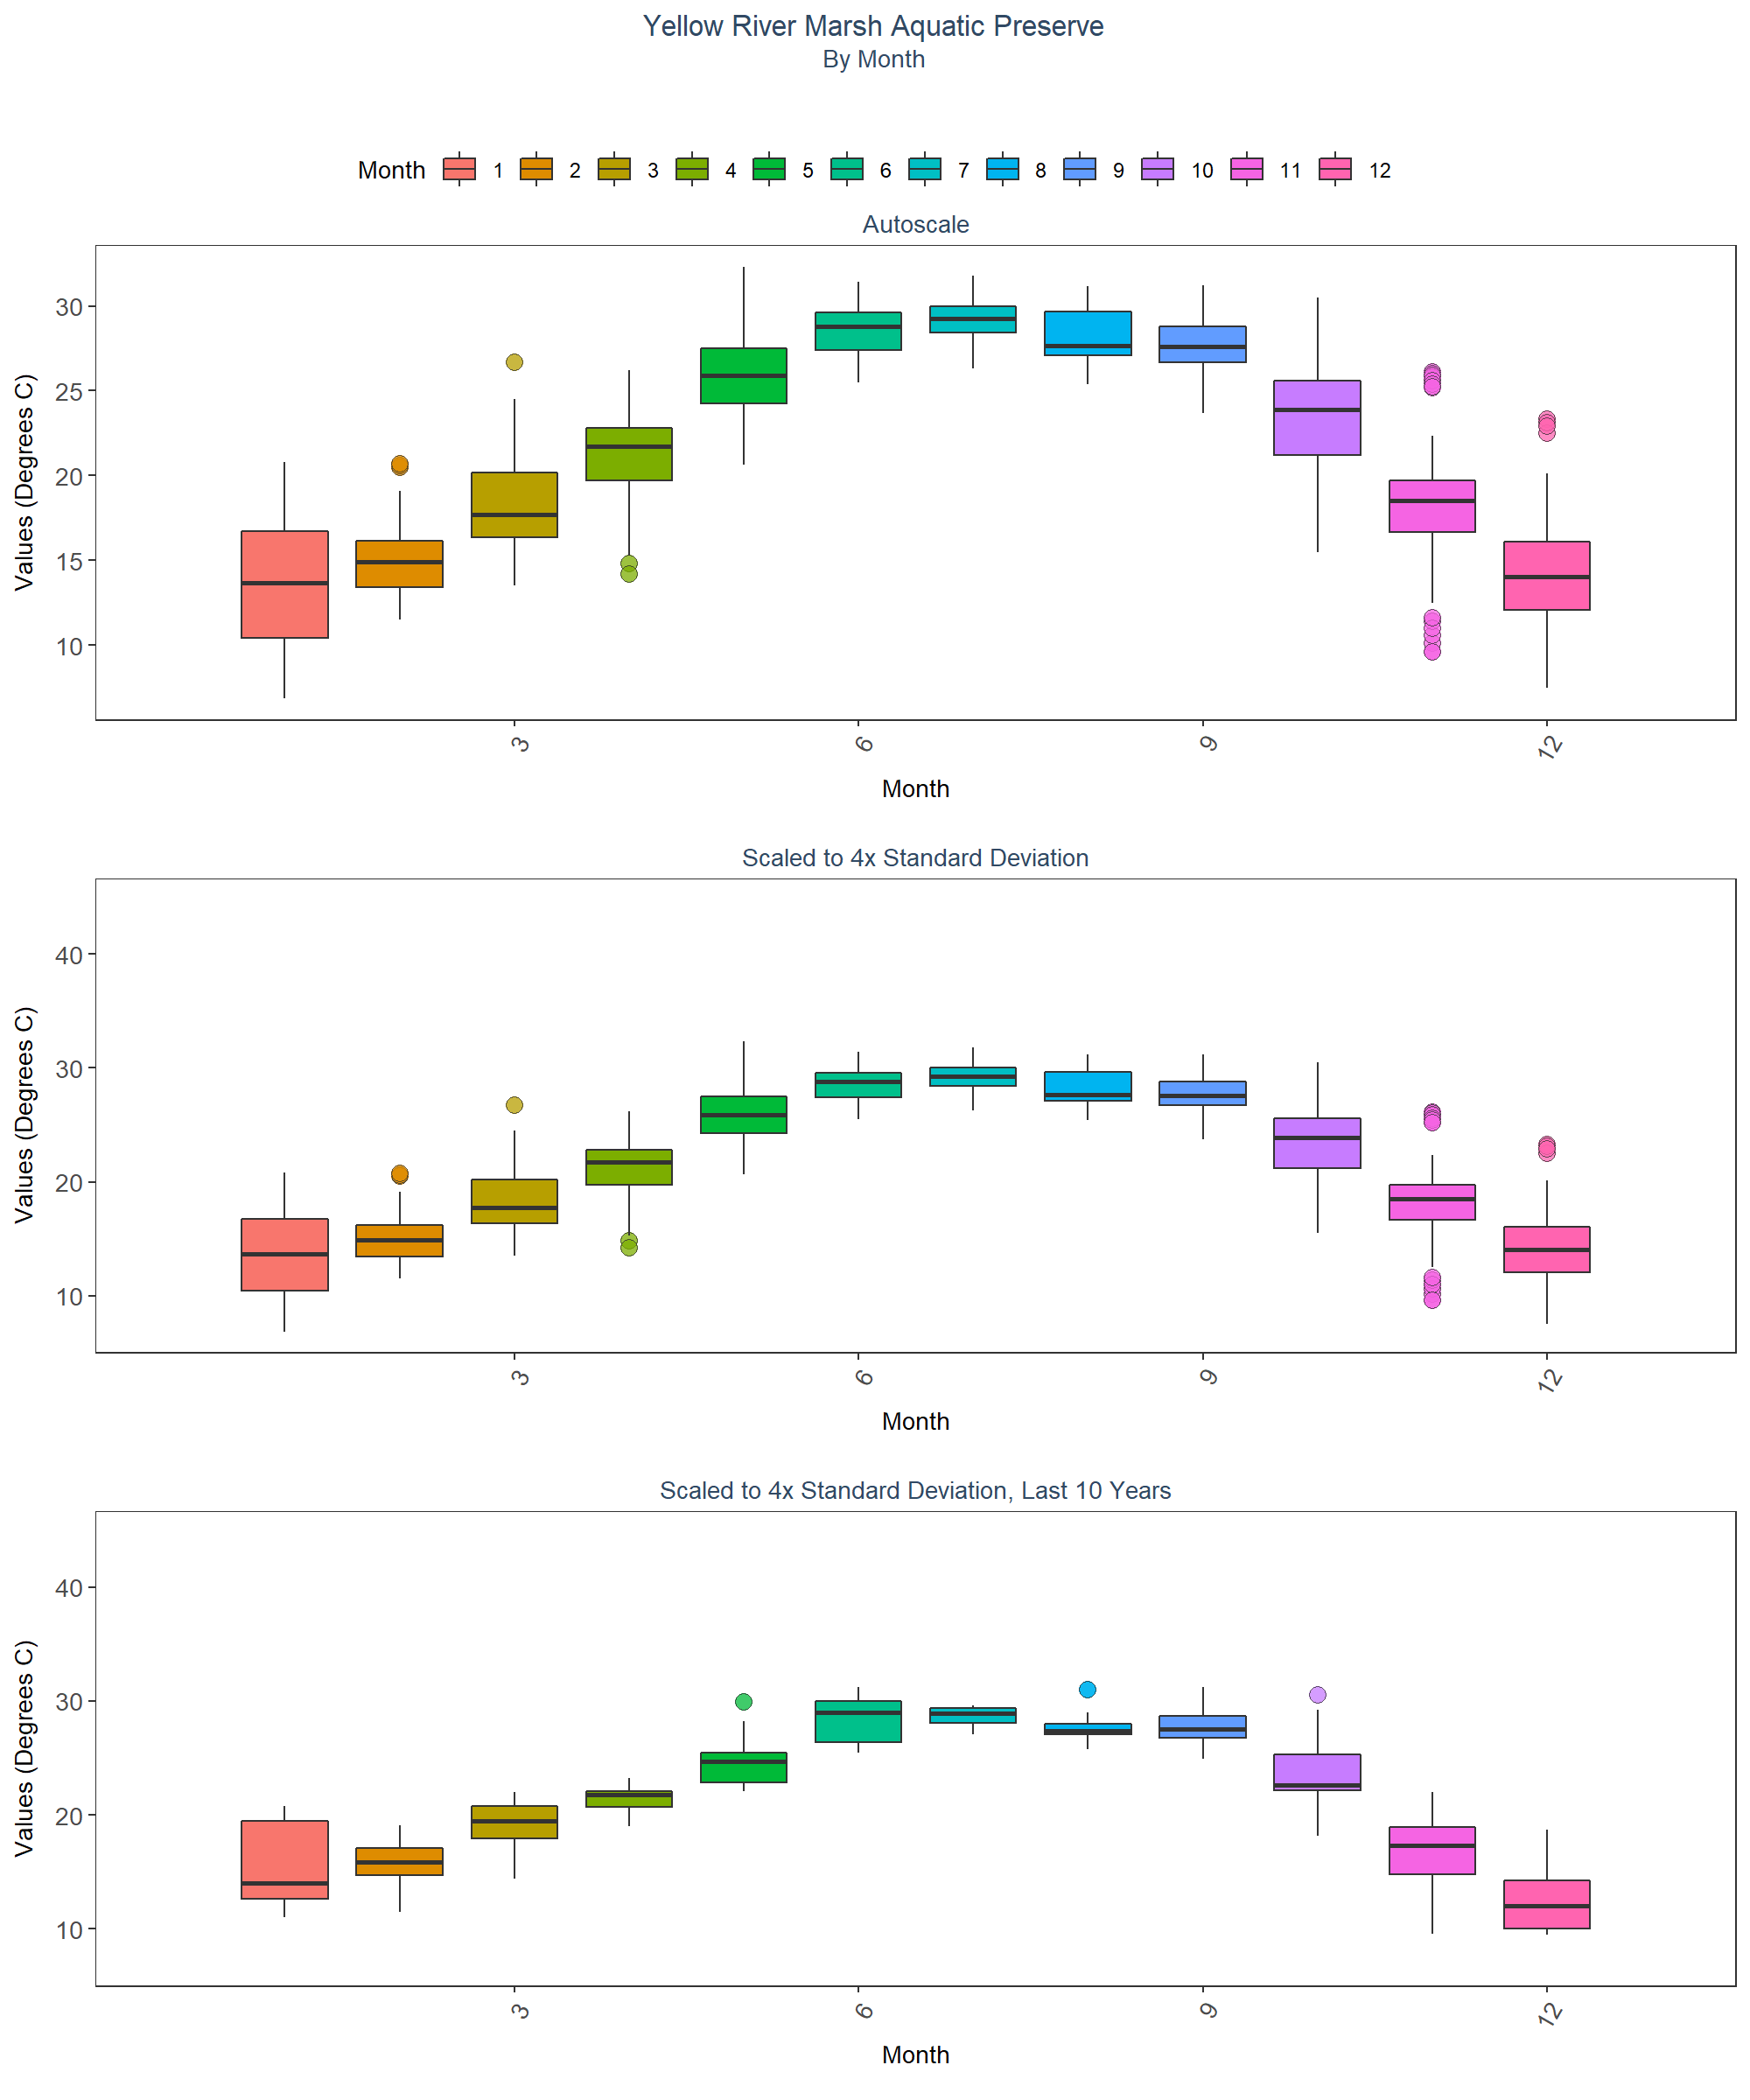 Yellow River Marsh Aquatic Preserve
By Month
Month 1 2 3 4 5 6 7 8 9 10 11 12
Autoscale
Values (Degrees C)
30
25
20
15
10
3 6 9 12
Month
Scaled to 4x Standard Deviation
Values (Degrees C)
40
30
20
10
3 6 9 12
Month
Scaled to 4x Standard Deviation, Last 10 Years
Values (Degrees C)
40
30
20
10
3 6 9 12
Month